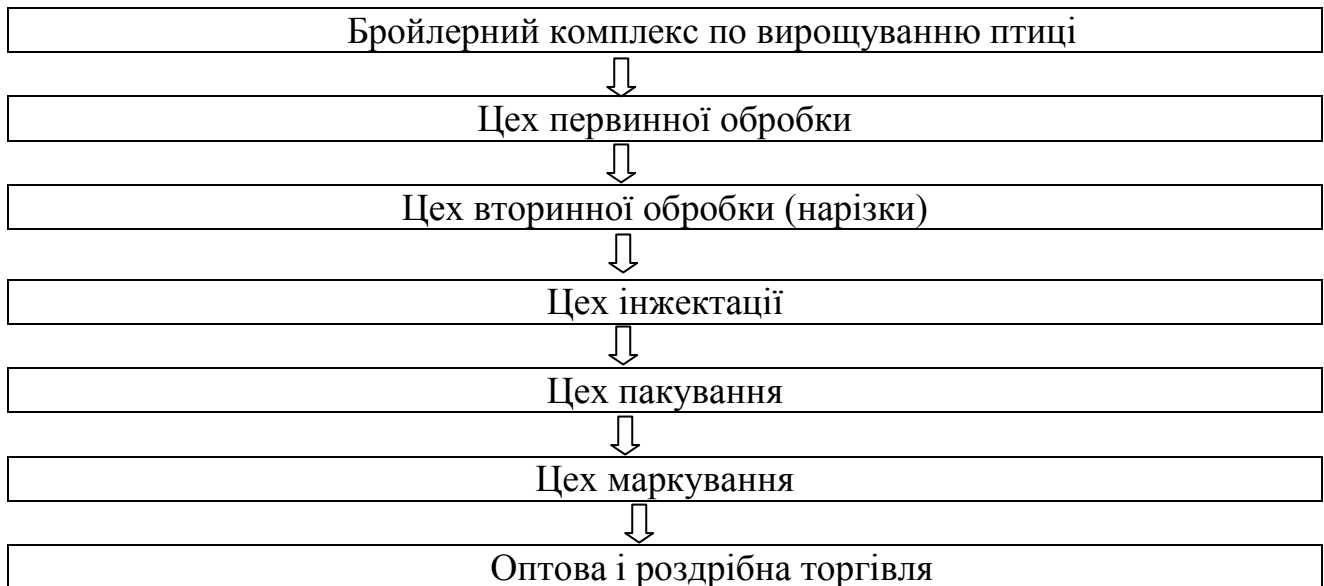 Бройлерний комплекс по вирощуванню птиці
Цех первинної обробки
Цех вторинної обробки (нарізки)
Цех інжектації
Цех пакування
Цех маркування
Оптова і роздрібна торгівля